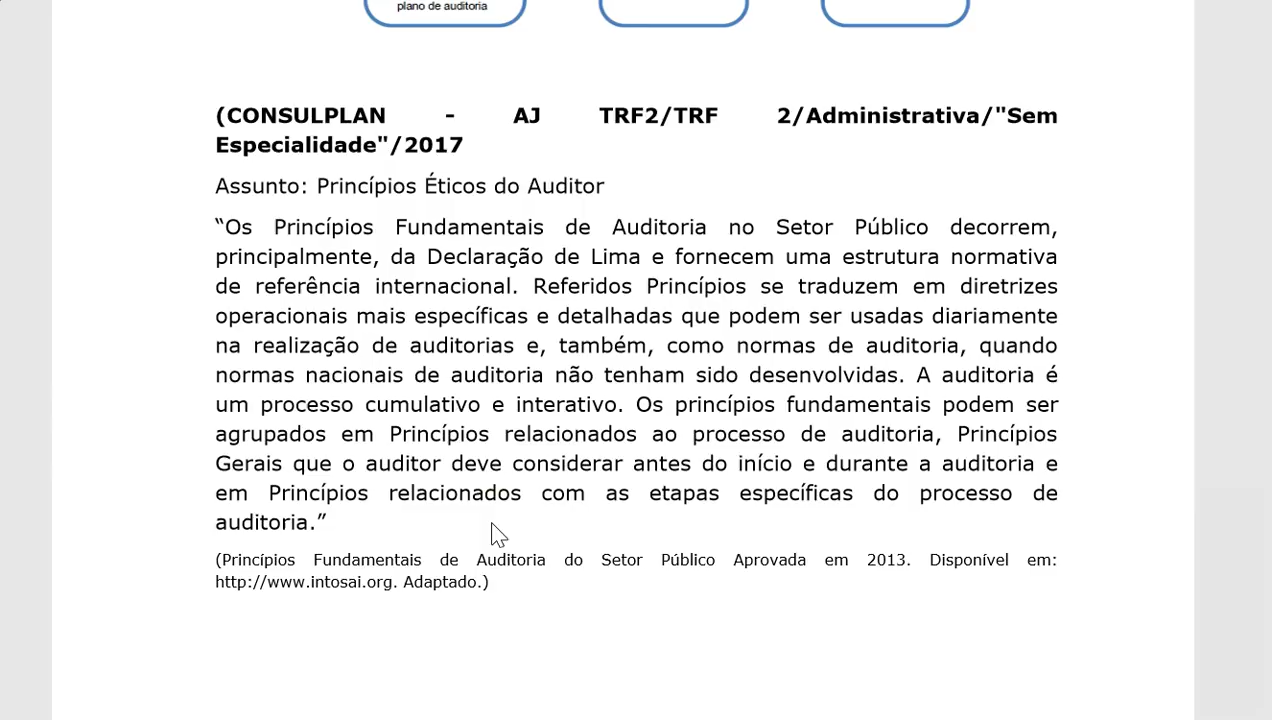 plano de auditoria
(CONSULPLAN - AJ TRF2/TRF 2/Administrativa/"Sem
Especialidade"/2017
Assunto: Princípios Éticos do Auditor
“Os Princípios Fundamentais de Auditoria no Setor Público decorrem,
principalmente, da Declaração de Lima e fornecem uma estrutura normativa
de referência internacional. Referidos Princípios se traduzem em diretrizes
operacionais mais específicas e detalhadas que podem ser usadas diariamente
na realização de auditorias e, também, como normas de auditoria, quando
normas nacionais de auditoria não tenham sido desenvolvidas. A auditoria é
um processo cumulativo e interativo. Os princípios fundamentais podem ser
agrupados em Princípios relacionados ao processo de auditoria, Princípios
Gerais que o auditor deve considerar antes do início e durante a auditoria e
em Princípios relacionados com as etapas específicas do processo de
auditoria.”
(Princípios Fundamentais de Auditoria do Setor Público Aprovada em 2013. Disponível em:
http://www.intosai.org. Adaptado.)